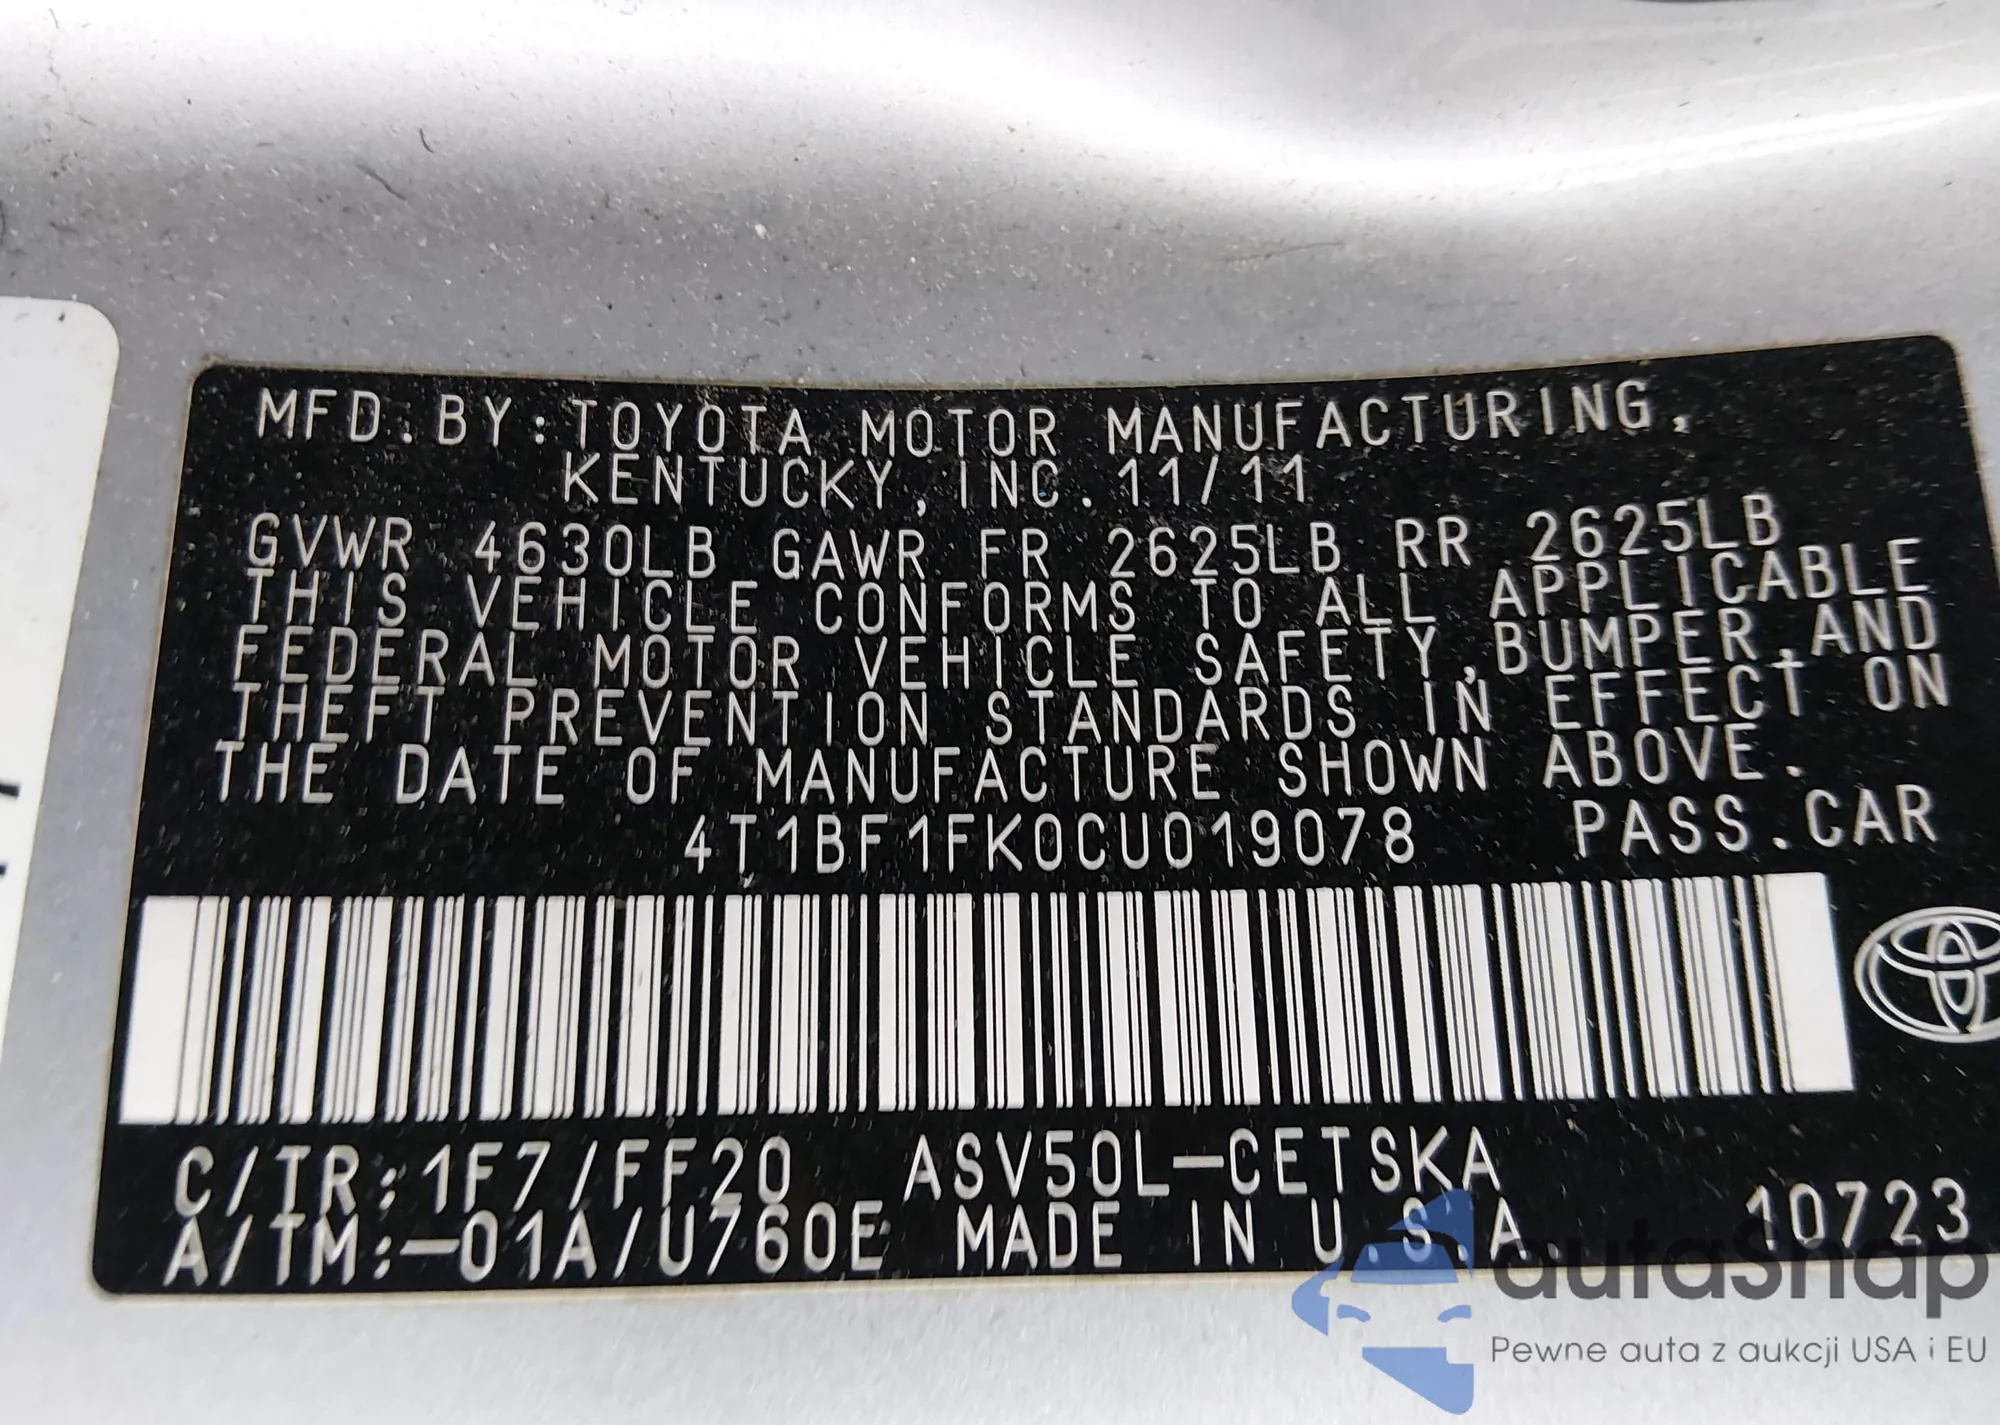 MFD. BY: TOYOTA MOTOR MANUFACTURING,
KENTUCKY, INC. 11/11
GVWR 4630LB GAWR FR 2625LB RR 2625LB
THIS VEHICLE CONFORMS TO ALL APPLICABLE
FEDERAL MOTOR VEHICLE SAFETY, BUMPER, AND
THEFT PREVENTION STANDARDS IN EFFECT ON
THE DATE OF MANUFACTURE SHOWN ABOVE.
4T1BF1FK0CU019078 PASS. CAR
C/TR: 1F7/FF20 ASV50L-CETSKA
A/TM: -01A/U760E MADE IN U.S.A. 10723
autaSnap
Pewne auta z aukcji USA i EU